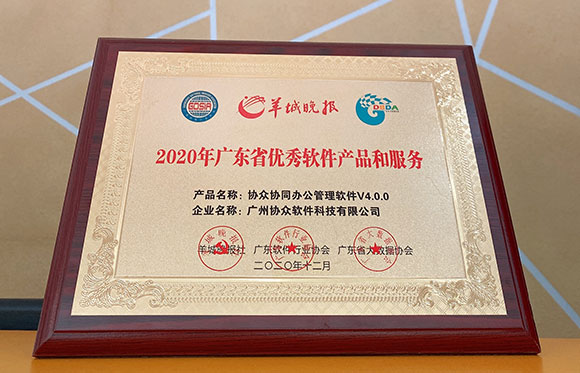 GDSIA
羊城晚报
DBDA
2020年广东省优秀软件产品和服务
产品名称：协众协同办公管理软件V4.0.0
企业名称：广州协众软件科技有限公司
羊城晚报社 广东软件行业协会 广东省大数据协会
二〇二〇年十二月